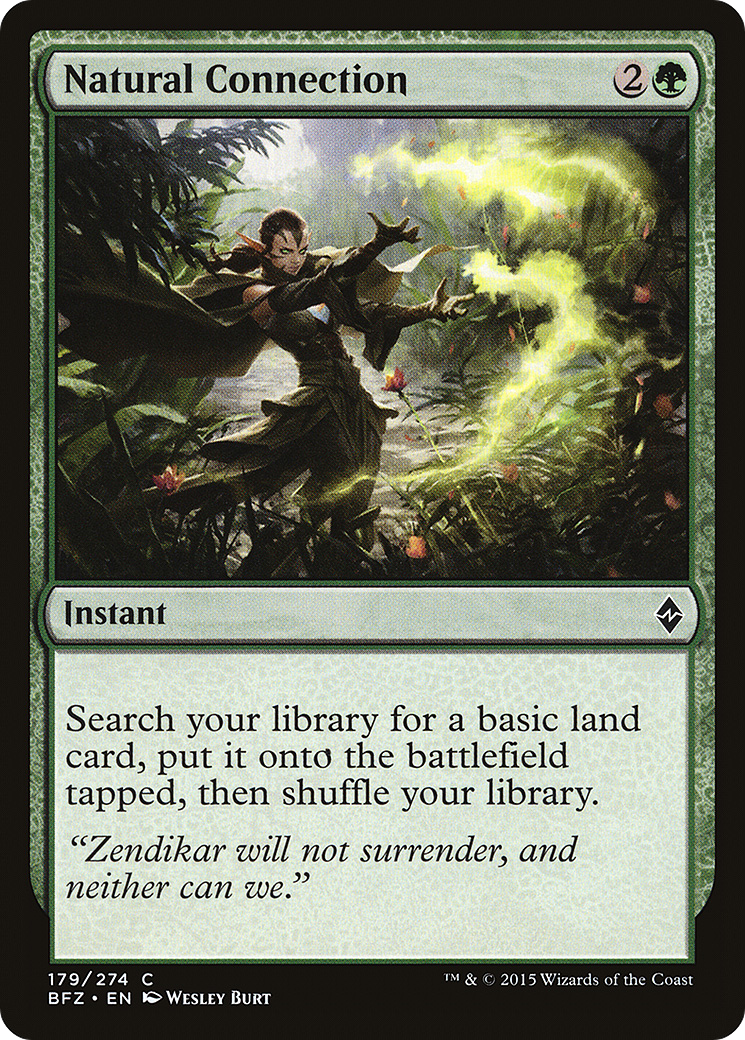 Natural Connection 2
Instant
Search your library for a basic land
card, put it onto the battlefield
tapped, then shuffle your library.
“Zendikar will not surrender, and
neither can we.”
179/274 C
™ & © 2015 Wizards of the Coast
BFZ • EN Wesley Burt